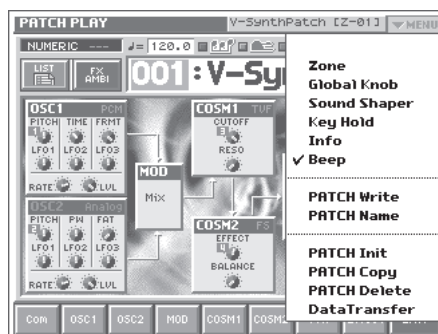 PATCH PLAY
V-SynthPatch [Z-01]
MENU
NUMERIC ---
= 120.0
LIST
FX
AMBI
001:V-Sy
OSC1 PCM
PITCH TIME FRMT
1
LFO1 LFO2 LFO3
RATE LVL
OSC2 Analog
PITCH PW FAT
2
LFO1 LFO2 LFO3
RATE LVL
MOD
Mix
COSM1 TVF
CUTOFF
3
RESO
COSM2 FS
EFFECT
4
BALANCE
Zone
Global Knob
Sound Shaper
Key Hold
Info
✓ Beep
PATCH Write
PATCH Name
PATCH Init
PATCH Copy
PATCH Delete
DataTransfer
Com OSC1 OSC2 MOD COSM1 COSM2